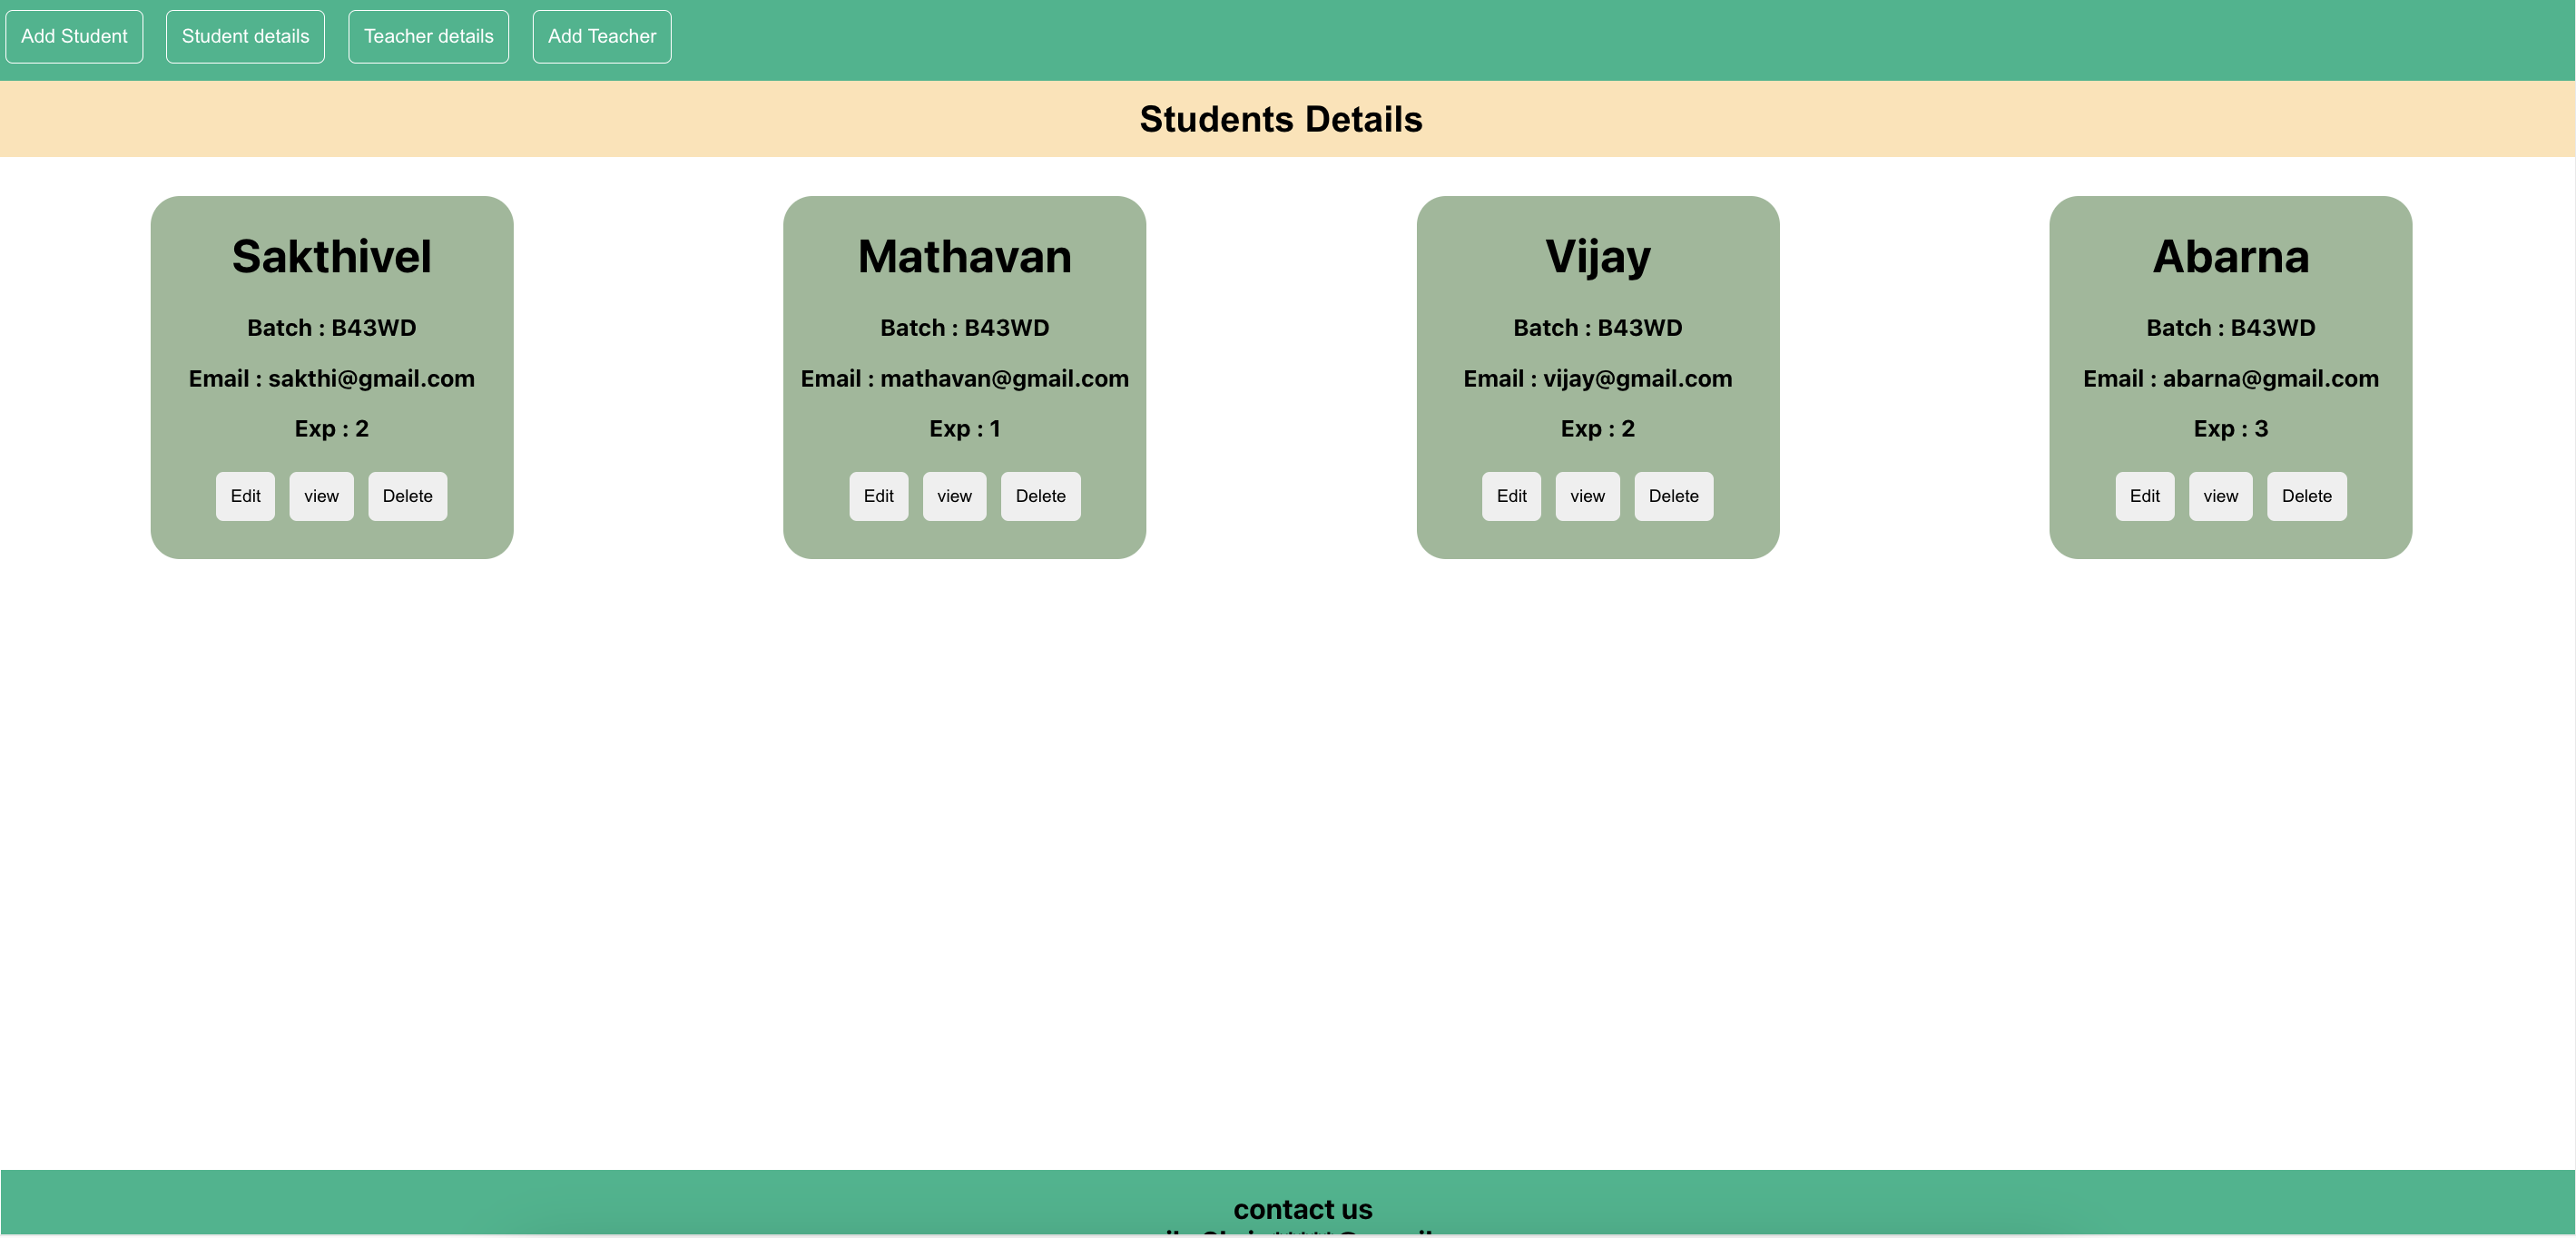 Add Student Student details Teacher details Add Teacher
Students Details
Sakthivel
Batch : B43WD
Email : sakthi@gmail.com
Exp : 2
Edit view Delete
Mathavan
Batch : B43WD
Email : mathavan@gmail.com
Exp : 1
Edit view Delete
Vijay
Batch : B43WD
Email : vijay@gmail.com
Exp : 2
Edit view Delete
Abarna
Batch : B43WD
Email : abarna@gmail.com
Exp : 3
Edit view Delete
contact us